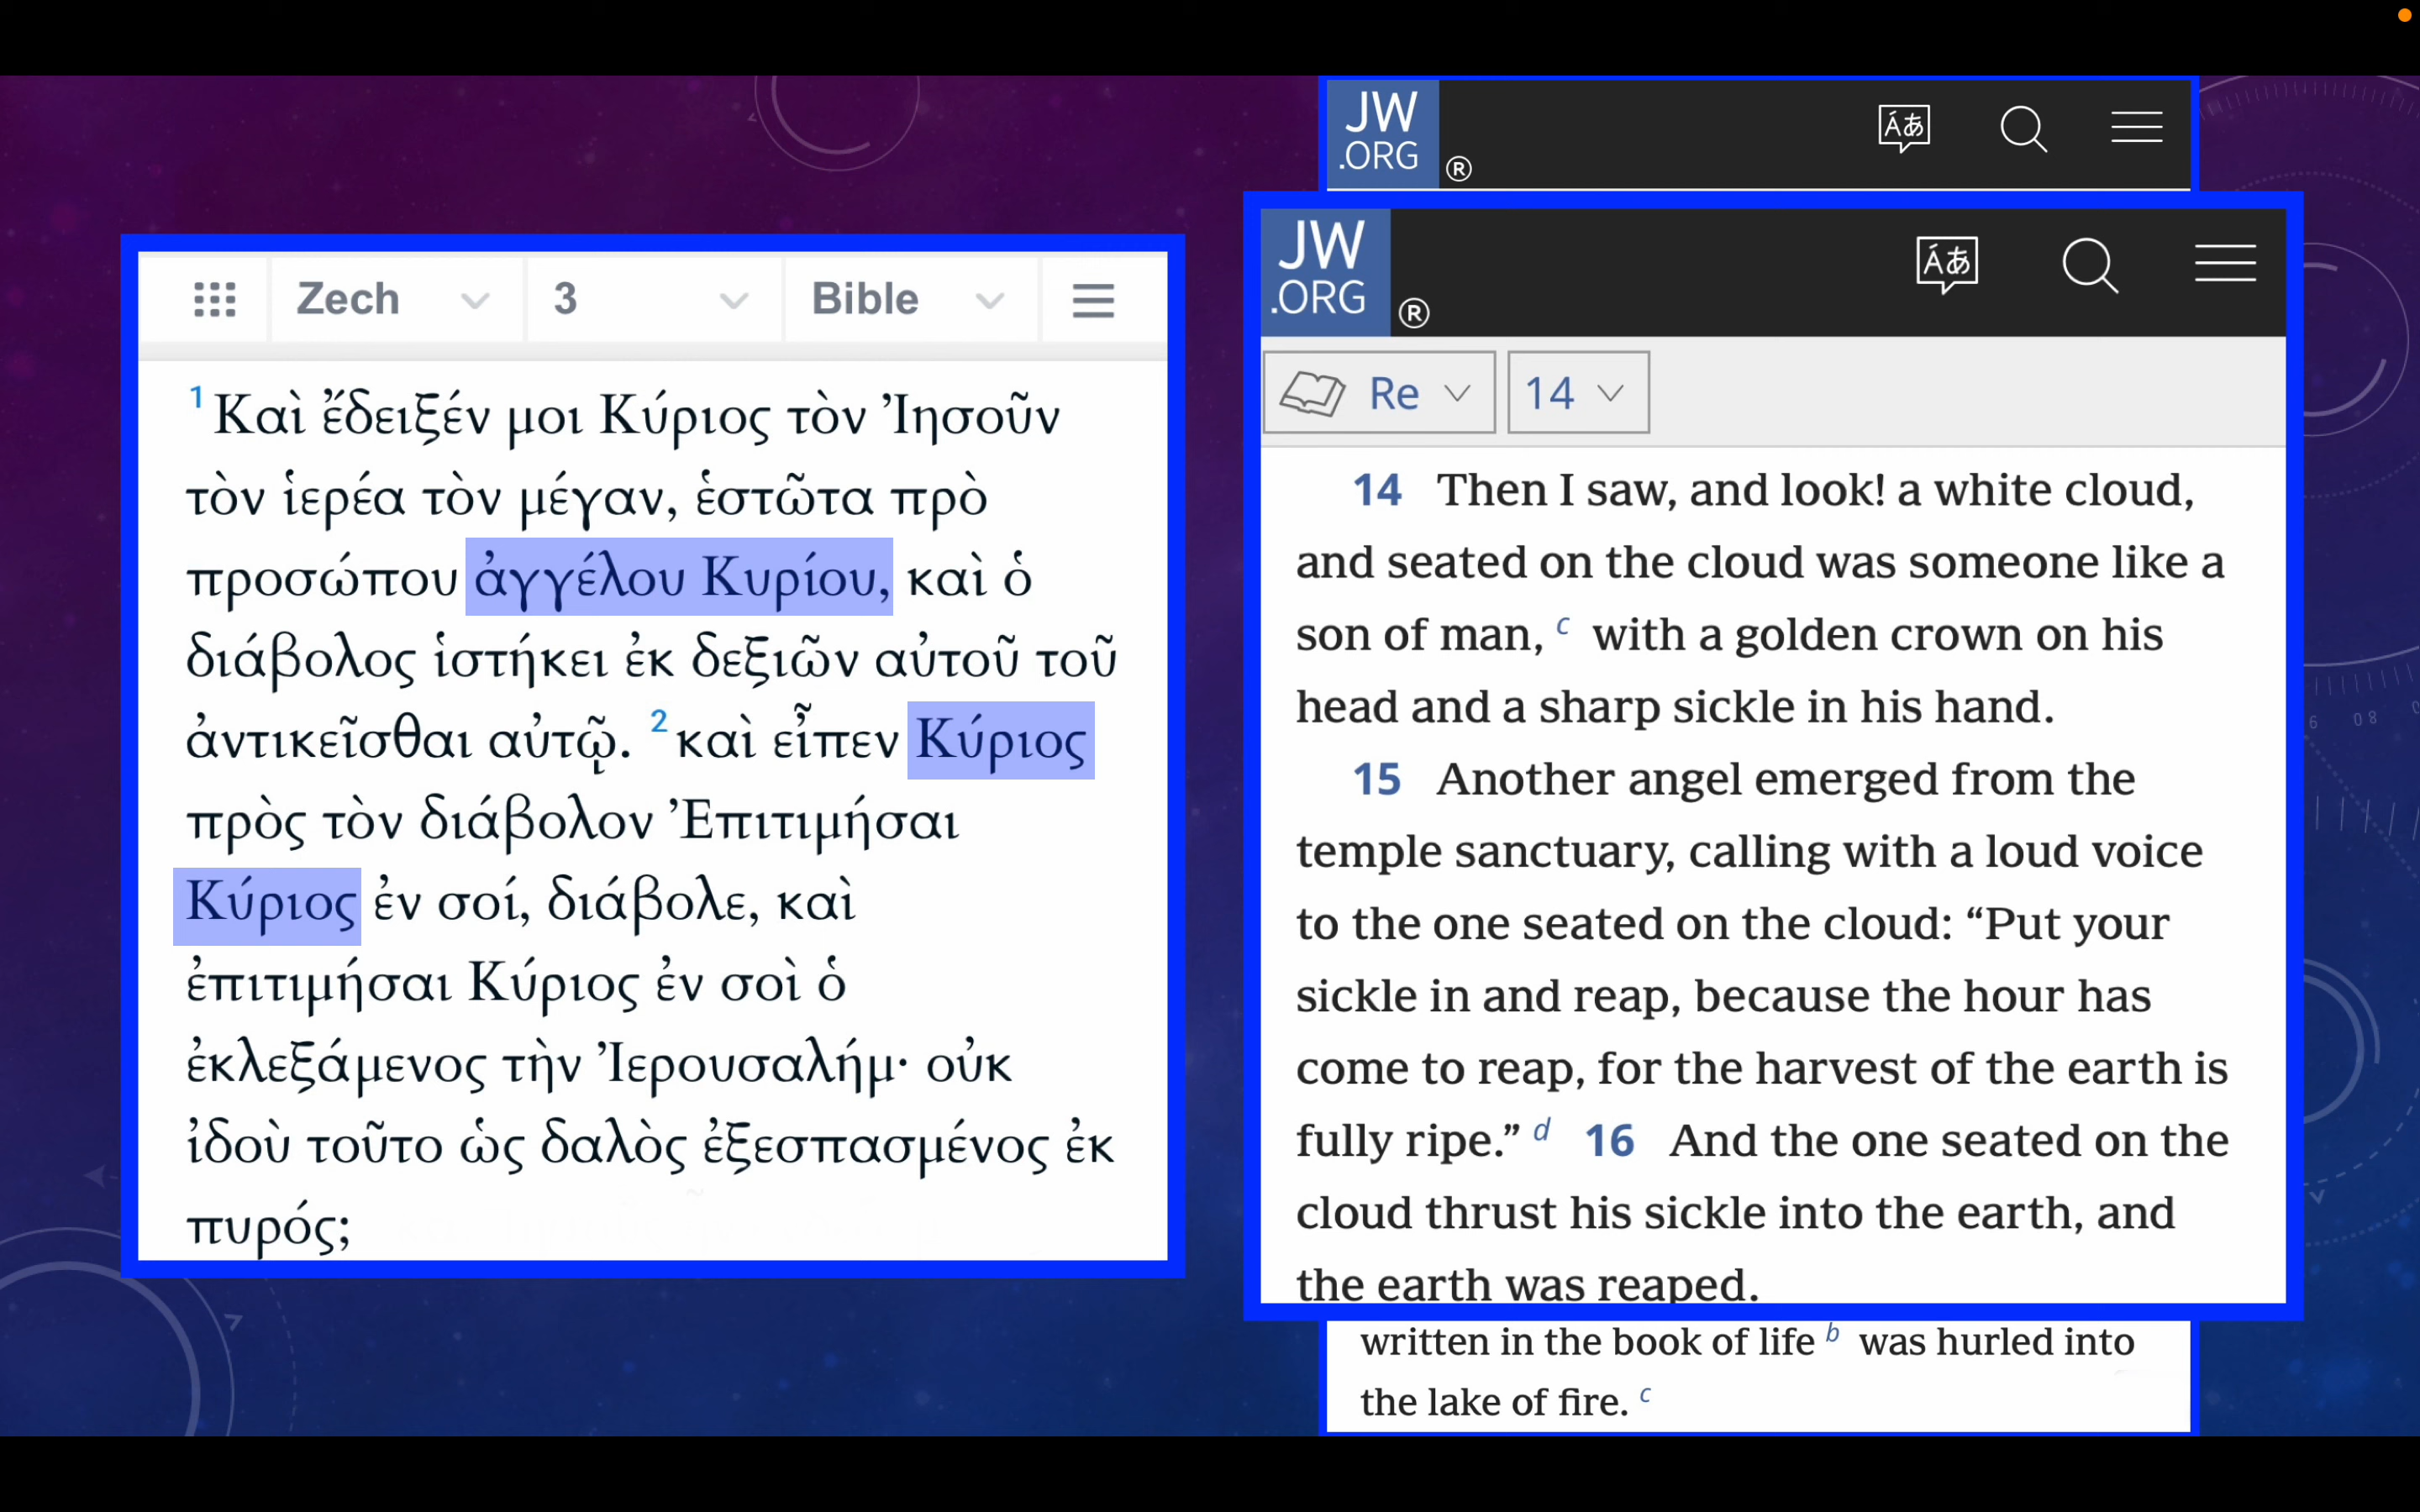 JW
.ORG
®
Áあ
Zech 3 Bible
1 Καὶ ἔδειξέν μοι Κύριος τὸν Ἰησοῦν
τὸν ἱερέα τὸν μέγαν, ἑστῶτα πρὸ
προσώπου ἀγγέλου Κυρίου, καὶ ὁ
διάβολος ἱστήκει ἐκ δεξιῶν αὐτοῦ τοῦ
ἀντικεῖσθαι αὐτῷ. 2 καὶ εἶπεν Κύριος
πρὸς τὸν διάβολον Ἐπιτιμήσαι
Κύριος ἐν σοί, διάβολε, καὶ
ἐπιτιμήσαι Κύριος ἐν σοὶ ὁ
ἐκλεξάμενος τὴν Ἰερουσαλήμ· οὐκ
ἰδοὺ τοῦτο ὡς δαλὸς ἐξεσπασμένος ἐκ
πυρός;
JW
.ORG
®
Áあ
Re 14
14 Then I saw, and look! a white cloud,
and seated on the cloud was someone like a
son of man, c with a golden crown on his
head and a sharp sickle in his hand.
15 Another angel emerged from the
temple sanctuary, calling with a loud voice
to the one seated on the cloud: “Put your
sickle in and reap, because the hour has
come to reap, for the harvest of the earth is
fully ripe.” d 16 And the one seated on the
cloud thrust his sickle into the earth, and
the earth was reaped.
written in the book of life b was hurled into
the lake of fire. c